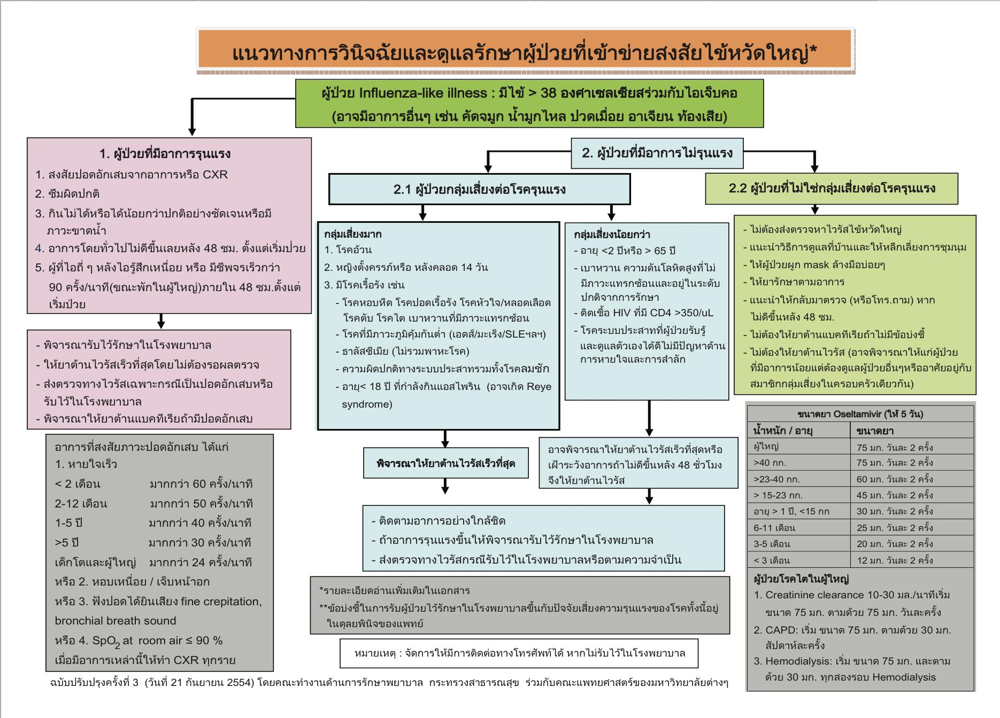 แนวทางการวินิจฉัยและดูแลรักษาผู้ป่วยที่เข้าข่ายสงสัยไข้หวัดใหญ่*
ผู้ป่วย Influenza-like illness : มีไข้ > 38 องศาเซลเซียสร่วมกับไอเจ็บคอ
(อาจมีอาการอื่นๆ เช่น คัดจมูก น้ำมูกไหล ปวดเมื่อย อาเจียน ท้องเสีย)
1. ผู้ป่วยที่มีอาการรุนแรง
1. สงสัยปอดอักเสบจากอาการหรือ CXR
2. ซึมผิดปกติ
3. กินไม่ได้หรือได้น้อยกว่าปกติอย่างชัดเจนหรือมี
ภาวะขาดน้ำ
4. อาการโดยทั่วไปไม่ดีขึ้นเลยหลัง 48 ชม. ตั้งแต่เริ่มป่วย
5. ผู้ที่ไอถี่ ๆ หลังไอรู้สึกเหนื่อย หรือ มีชีพจรเร็วกว่า
90 ครั้ง/นาที(ขณะพักในผู้ใหญ่)ภายใน 48 ชม.ตั้งแต่
เริ่มป่วย
- พิจารณารับไว้รักษาในโรงพยาบาล
- ให้ยาต้านไวรัสเร็วที่สุดโดยไม่ต้องรอผลตรวจ
- ส่งตรวจทางไวรัสเฉพาะกรณีเป็นปอดอักเสบหรือ
รับไว้ในโรงพยาบาล
- พิจารณาให้ยาต้านแบคทีเรียถ้ามีปอดอักเสบ
อาการที่สงสัยภาวะปอดอักเสบ ได้แก่
1. หายใจเร็ว
< 2 เดือน มากกว่า 60 ครั้ง/นาที
2-12 เดือน มากกว่า 50 ครั้ง/นาที
1-5 ปี มากกว่า 40 ครั้ง/นาที
>5 ปี มากกว่า 30 ครั้ง/นาที
เด็กโตและผู้ใหญ่ มากกว่า 24 ครั้ง/นาที
หรือ 2. หอบเหนื่อย / เจ็บหน้าอก
หรือ 3. ฟังปอดได้ยินเสียง fine crepitation,
bronchial breath sound
หรือ 4. SpO2 at room air ≤ 90 %
เมื่อมีอาการเหล่านี้ให้ทำ CXR ทุกราย
2. ผู้ป่วยที่มีอาการไม่รุนแรง
2.1 ผู้ป่วยกลุ่มเสี่ยงต่อโรครุนแรง
กลุ่มเสี่ยงมาก
1. โรคอ้วน
2. หญิงตั้งครรภ์หรือ หลังคลอด 14 วัน
3. มีโรคเรื้อรัง เช่น
- โรคหอบหืด โรคปอดเรื้อรัง โรคหัวใจ/หลอดเลือด
โรคตับ โรคไต เบาหวานที่มีภาวะแทรกซ้อน
- โรคที่มีภาวะภูมิคุ้มกันต่ำ (เอดส์/มะเร็ง/SLEฯลฯ)
- ธาลัสซีเมีย (ไม่รวมพาหะโรค)
- ความผิดปกติทางระบบประสาทรวมทั้งโรคลมชัก
- อายุ< 18 ปี ที่กำลังกินแอสไพริน (อาจเกิด Reye
syndrome)
พิจารณาให้ยาต้านไวรัสเร็วที่สุด
กลุ่มเสี่ยงน้อยกว่า
- อายุ <2 ปีหรือ > 65 ปี
- เบาหวาน ความดันโลหิตสูงที่ไม่
มีภาวะแทรกซ้อนและอยู่ในระดับ
ปกติจากการรักษา
- ติดเชื้อ HIV ที่มี CD4 >350/uL
- โรคระบบประสาทที่ผู้ป่วยรับรู้
และดูแลตัวเองได้ดีไม่มีปัญหาด้าน
การหายใจและการสำลัก
อาจพิจารณาให้ยาต้านไวรัสเร็วที่สุดหรือ
เฝ้าระวังอาการถ้าไม่ดีขึ้นหลัง 48 ชั่วโมง
จึงให้ยาต้านไวรัส
- ติดตามอาการอย่างใกล้ชิด
- ถ้าอาการรุนแรงขึ้นให้พิจารณารับไว้รักษาในโรงพยาบาล
- ส่งตรวจทางไวรัสกรณีรับไว้ในโรงพยาบาลหรือตามความจำเป็น
*รายละเอียดอ่านเพิ่มเติมในเอกสาร
**ข้อบ่งชี้ในการรับผู้ป่วยไว้รักษาในโรงพยาบาลขึ้นกับปัจจัยเสี่ยงความรุนแรงของโรคทั้งนี้อยู่
ในดุลยพินิจของแพทย์
หมายเหตุ : จัดการให้มีการติดต่อทางโทรศัพท์ได้ หากไม่รับไว้ในโรงพยาบาล
2.2 ผู้ป่วยที่ไม่ใช่กลุ่มเสี่ยงต่อโรครุนแรง
- ไม่ต้องส่งตรวจหาไวรัสไข้หวัดใหญ่
- แนะนำวิธีการดูแลที่บ้านและให้หลีกเลี่ยงการชุมนุม
- ให้ผู้ป่วยผูก mask ล้างมือบ่อยๆ
- ให้ยารักษาตามอาการ
- แนะนำให้กลับมาตรวจ (หรือโทร.ถาม) หาก
ไม่ดีขึ้นหลัง 48 ชม.
- ไม่ต้องให้ยาต้านแบคทีเรียถ้าไม่มีข้อบ่งชี้
- ไม่ต้องให้ยาต้านไวรัส (อาจพิจารณาให้แก่ผู้ป่วย
ที่มีอาการน้อยแต่ต้องดูแลผู้ป่วยอื่นๆหรืออาศัยอยู่กับ
สมาชิกกลุ่มเสี่ยงในครอบครัวเดียวกัน)
ขนาดยา Oseltamivir (ให้ 5 วัน)
น้ำหนัก / อายุ ขนาดยา
ผู้ใหญ่ 75 มก. วันละ 2 ครั้ง
>40 กก. 75 มก. วันละ 2 ครั้ง
>23-40 กก. 60 มก. วันละ 2 ครั้ง
> 15-23 กก. 45 มก. วันละ 2 ครั้ง
อายุ > 1 ปี, <15 กก 30 มก. วันละ 2 ครั้ง
6-11 เดือน 25 มก. วันละ 2 ครั้ง
3-5 เดือน 20 มก. วันละ 2 ครั้ง
< 3 เดือน 12 มก. วันละ 2 ครั้ง
ผู้ป่วยโรคไตในผู้ใหญ่
1. Creatinine clearance 10-30 มล./นาทีเริ่ม
ขนาด 75 มก. ตามด้วย 75 มก. วันละครั้ง
2. CAPD: เริ่ม ขนาด 75 มก. ตามด้วย 30 มก.
สัปดาห์ละครั้ง
3. Hemodialysis: เริ่ม ขนาด 75 มก. และตาม
ด้วย 30 มก. ทุกสองรอบ Hemodialysis
ฉบับปรับปรุงครั้งที่ 3 (วันที่ 21 กันยายน 2554) โดยคณะทำงานด้านการรักษาพยาบาล กระทรวงสาธารณสุข ร่วมกับคณะแพทยศาสตร์ของมหาวิทยาลัยต่างๆ